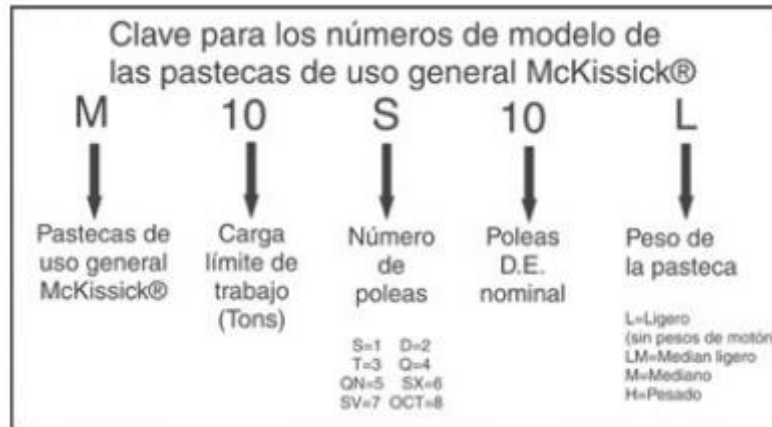 Clave para los números de modelo de
las pastecas de uso general McKissick®
M 10 S 10 L
Pastecas de
uso general
McKissick®
Carga
límite de
trabajo
(Tons)
Número
de
poleas
S=1 D=2
T=3 Q=4
QN=5 SX=6
SV=7 OCT=8
Poleas
D.E.
nominal
Peso de
la pasteca
L=Ligero
(sin pesos de motón
LM=Median ligero
M=Mediano
H=Pesado